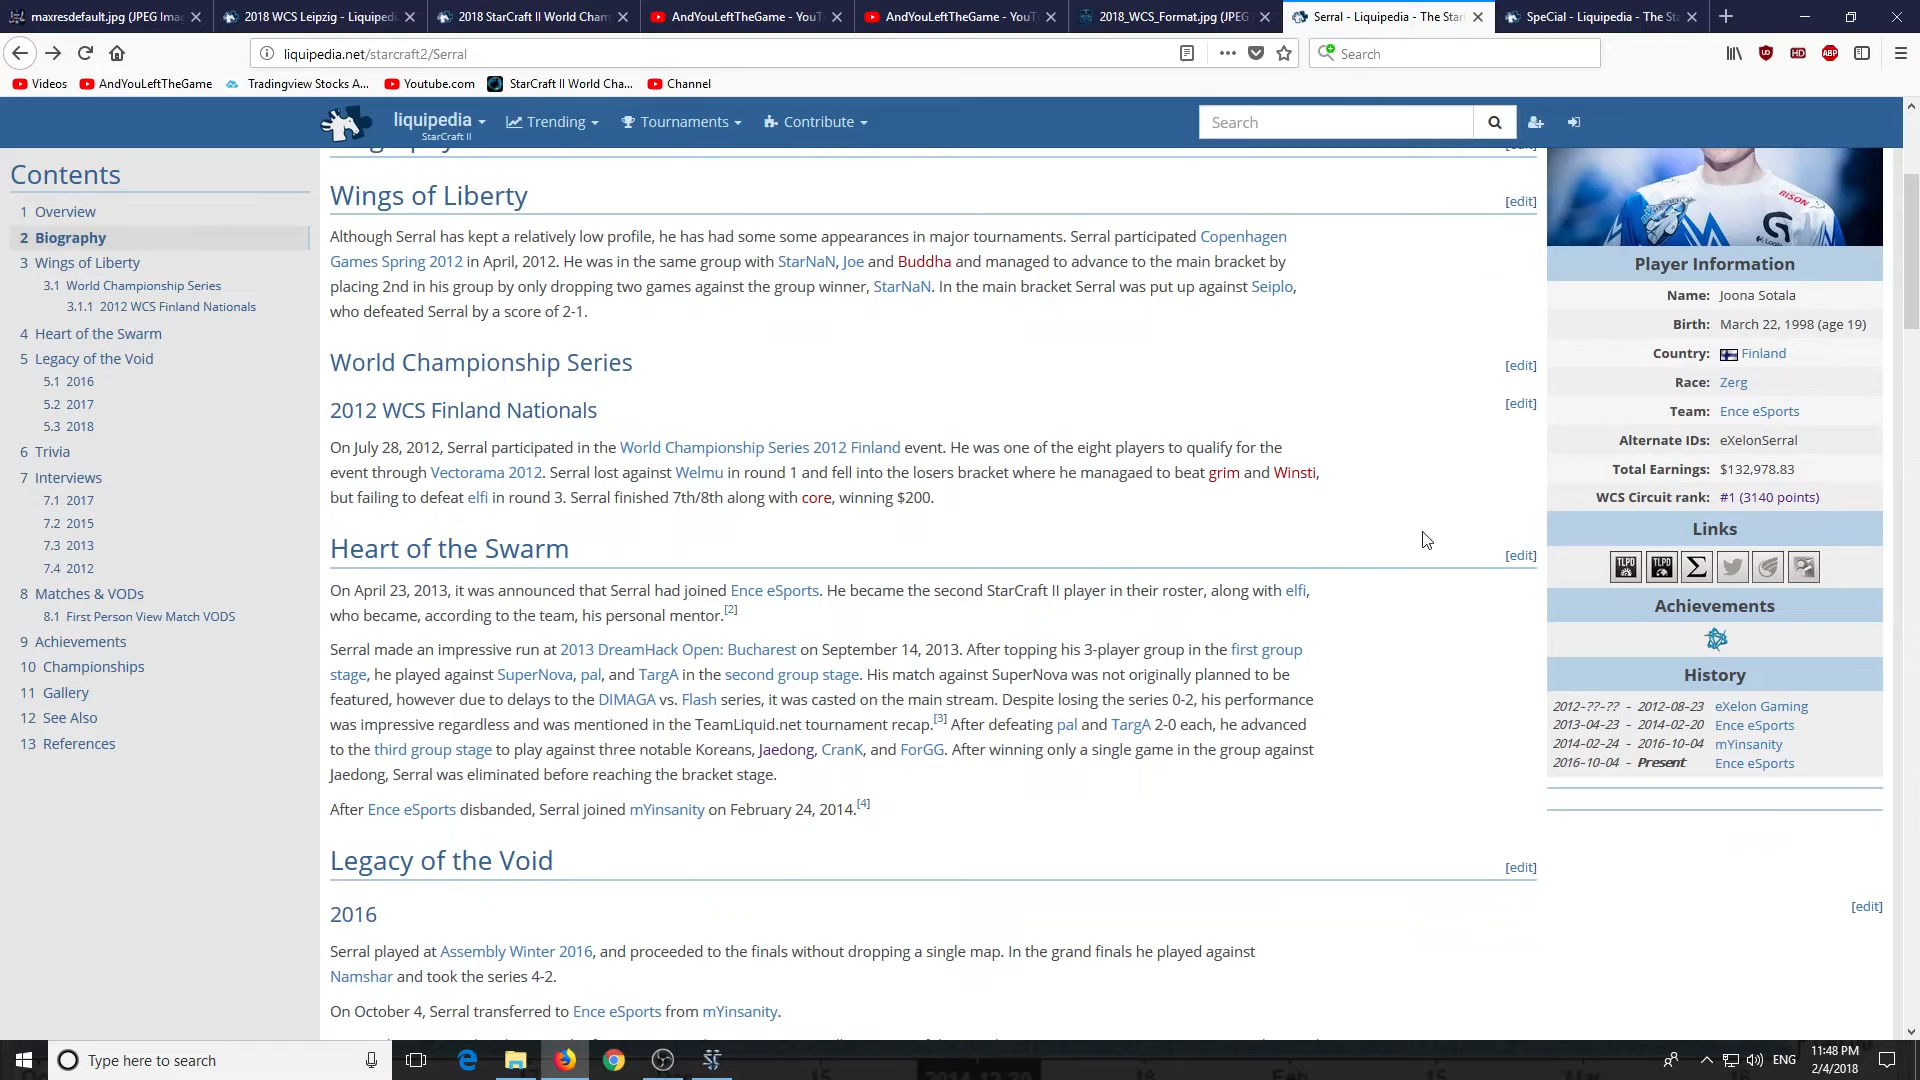 maxresdefault.jpg (JPEG Ima
2018 WCS Leipzig - Liquipedi
2018 StarCraft II World Cham
AndYouLeftTheGame - YouT
AndYouLeftTheGame - YouT
2018_WCS_Format.jpg (JPEG
Serral - Liquipedia - The Star
SpeCial - Liquipedia - The St
liquipedia.net/starcraft2/Serral
Search
Videos
AndYouLeftTheGame
Tradingview Stocks A...
Youtube.com
StarCraft II World Cha...
Channel
liquipedia
StarCraft II
Trending
Tournaments
Contribute
Search
Contents
1 Overview
2 Biography
3 Wings of Liberty
3.1 World Championship Series
3.1.1 2012 WCS Finland Nationals
4 Heart of the Swarm
5 Legacy of the Void
5.1 2016
5.2 2017
5.3 2018
6 Trivia
7 Interviews
7.1 2017
7.2 2015
7.3 2013
7.4 2012
8 Matches & VODs
8.1 First Person View Match VODS
9 Achievements
10 Championships
11 Gallery
12 See Also
13 References
Wings of Liberty
[edit]
Although Serral has kept a relatively low profile, he has had some some appearances in major tournaments. Serral participated Copenhagen
Games Spring 2012 in April, 2012. He was in the same group with StarNaN, Joe and Buddha and managed to advance to the main bracket by
placing 2nd in his group by only dropping two games against the group winner, StarNaN. In the main bracket Serral was put up against Seiplo,
who defeated Serral by a score of 2-1.
World Championship Series
[edit]
2012 WCS Finland Nationals
[edit]
On July 28, 2012, Serral participated in the World Championship Series 2012 Finland event. He was one of the eight players to qualify for the
event through Vectorama 2012. Serral lost against Welmu in round 1 and fell into the losers bracket where he managaed to beat grim and Winsti,
but failing to defeat elfi in round 3. Serral finished 7th/8th along with core, winning $200.
Heart of the Swarm
[edit]
On April 23, 2013, it was announced that Serral had joined Ence eSports. He became the second StarCraft II player in their roster, along with elfi,
who became, according to the team, his personal mentor.[2]
Serral made an impressive run at 2013 DreamHack Open: Bucharest on September 14, 2013. After topping his 3-player group in the first group
stage, he played against SuperNova, pal, and TargA in the second group stage. His match against SuperNova was not originally planned to be
featured, however due to delays to the DIMAGA vs. Flash series, it was casted on the main stream. Despite losing the series 0-2, his performance
was impressive regardless and was mentioned in the TeamLiquid.net tournament recap.[3] After defeating pal and TargA 2-0 each, he advanced
to the third group stage to play against three notable Koreans, Jaedong, CranK, and ForGG. After winning only a single game in the group against
Jaedong, Serral was eliminated before reaching the bracket stage.
After Ence eSports disbanded, Serral joined mYinsanity on February 24, 2014.[4]
Legacy of the Void
[edit]
2016
[edit]
Serral played at Assembly Winter 2016, and proceeded to the finals without dropping a single map. In the grand finals he played against
Namshar and took the series 4-2.
On October 4, Serral transferred to Ence eSports from mYinsanity.
BISON
Player Information
Name: Joona Sotala
Birth: March 22, 1998 (age 19)
Country: Finland
Race: Zerg
Team: Ence eSports
Alternate IDs: eXelonSerral
Total Earnings: $132,978.83
WCS Circuit rank: #1 (3140 points)
Links
TLPD
TLPD
Achievements
History
2012-??-?? - 2012-08-23 eXelon Gaming
2013-04-23 - 2014-02-20 Ence eSports
2014-02-24 - 2016-10-04 mYinsanity
2016-10-04 - Present Ence eSports
Type here to search
ENG
11:48 PM
2/4/2018